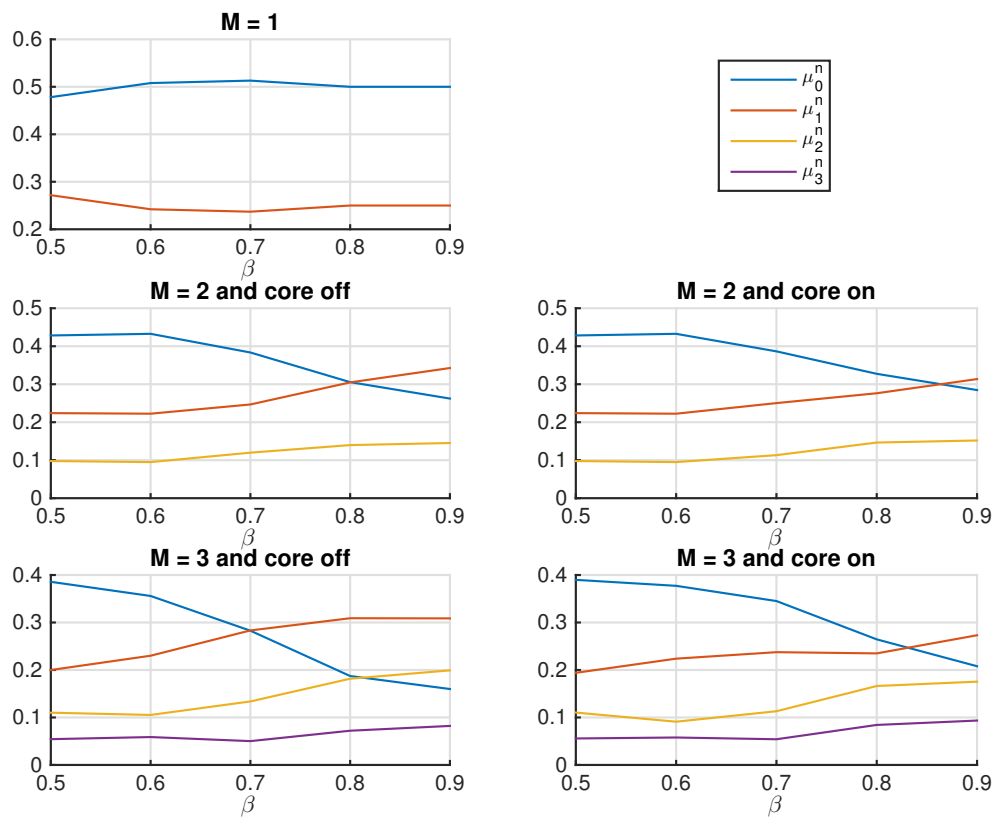 M = 1
0.6
0.5
0.4
0.3
0.2
0.5 0.6 0.7 0.8 0.9
β
μ₀ⁿ
μ₁ⁿ
μ₂ⁿ
μ₃ⁿ
M = 2 and core off
0.5
0.4
0.3
0.2
0.1
0
0.5 0.6 0.7 0.8 0.9
β
M = 2 and core on
0.5
0.4
0.3
0.2
0.1
0
0.5 0.6 0.7 0.8 0.9
β
M = 3 and core off
0.4
0.3
0.2
0.1
0
0.5 0.6 0.7 0.8 0.9
β
M = 3 and core on
0.4
0.3
0.2
0.1
0
0.5 0.6 0.7 0.8 0.9
β